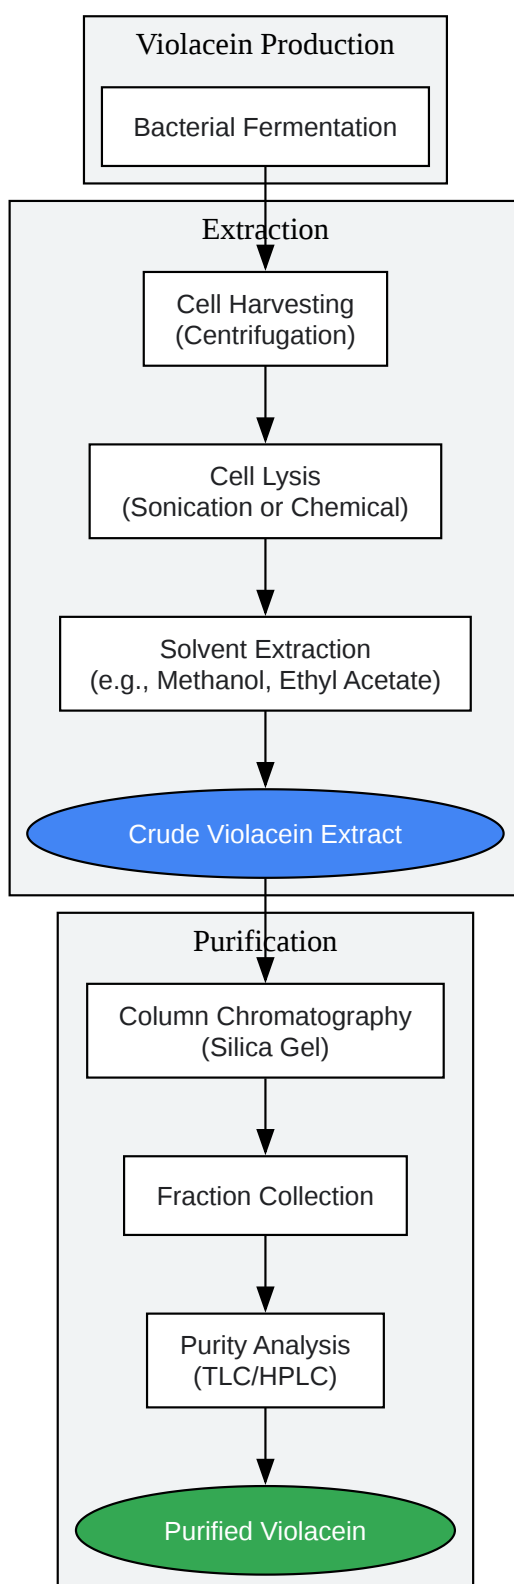 Violacein Production
Bacterial Fermentation
Extraction
Cell Harvesting
(Centrifugation)
Cell Lysis
(Sonication or Chemical)
Solvent Extraction
(e.g., Methanol, Ethyl Acetate)
Crude Violacein Extract
Purification
Column Chromatography
(Silica Gel)
Fraction Collection
Purity Analysis
(TLC/HPLC)
Purified Violacein